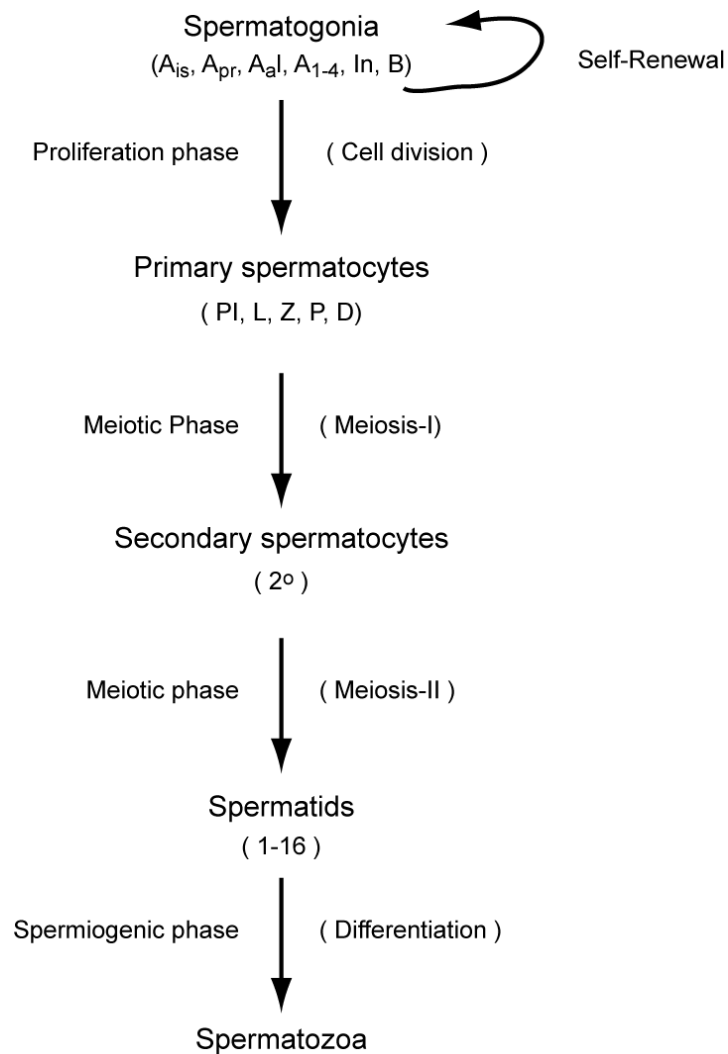 Spermatogonia
(Ais, Apr, Aal, A1-4, In, B)
Self-Renewal
Proliferation phase ( Cell division )
Primary spermatocytes
( Pl, L, Z, P, D)
Meiotic Phase ( Meiosis-I)
Secondary spermatocytes
( 2o )
Meiotic phase ( Meiosis-II )
Spermatids
( 1-16 )
Spermiogenic phase ( Differentiation )
Spermatozoa